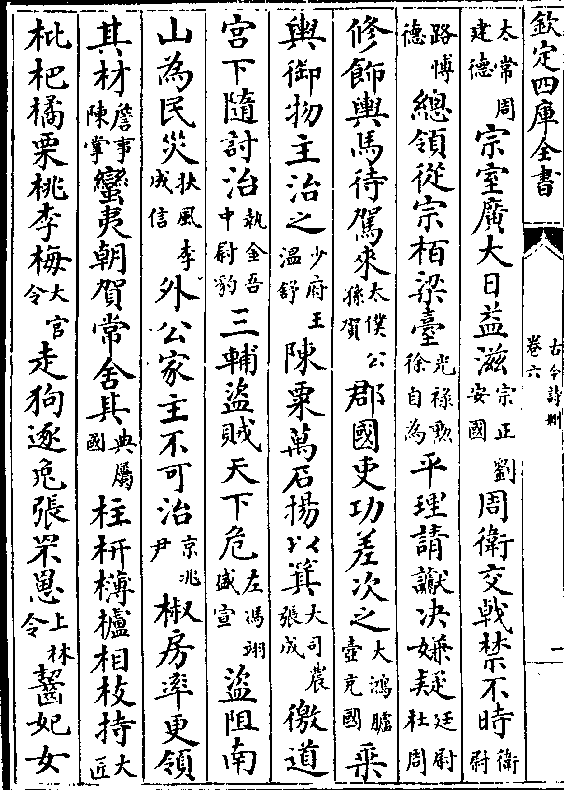 欽定四庫全書
古今詩刪
卷六
一
太常周建德宗室廣大日益滋宗正劉安國周衛交戟禁不時衛尉
路愽德總領從宗栢梁臺光祿勲徐自為平理請讞决嫌疑廷尉杜周
修飾輿馬待駕來太僕公孫賀郡國吏功差次之大鴻臚壺充國乘
輿御物主治之少府王溫舒陳粟萬石揚以箕大司農張成徼道
宮下隨討治執金吾中尉豹三輔盜賊天下危左馮翊盛宣盜阻南
山為民災扶風李成信外公家主不可治京兆尹椒房率更領
其材詹事陳掌蠻夷朝賀常舍其典屬國柱枅欂櫨相枝持大匠
枇杷橘栗桃李梅大官令走狗逐兎張罘罳上林令齧妃女